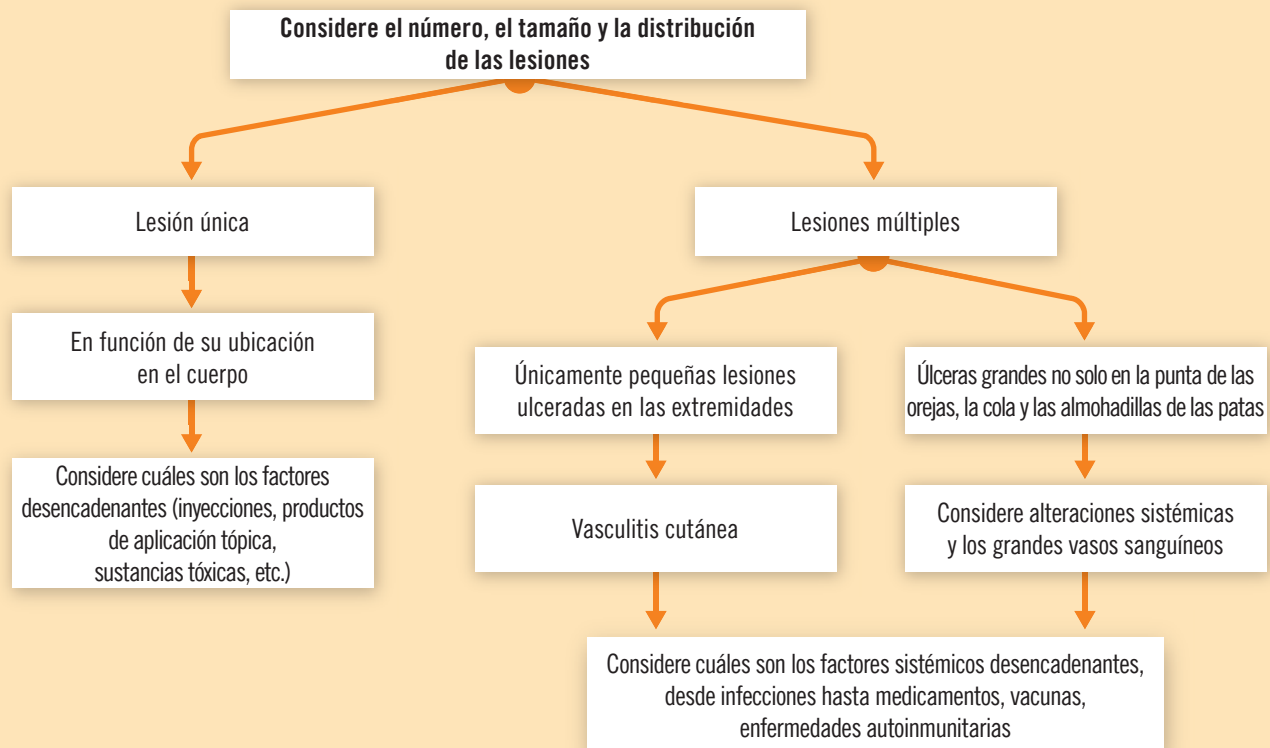 Considere el número, el tamaño y la distribución
de las lesiones
Lesión única
Lesiones múltiples
En función de su ubicación
en el cuerpo
Únicamente pequeñas lesiones
ulceradas en las extremidades
Úlceras grandes no solo en la punta de las
orejas, la cola y las almohadillas de las patas
Considere cuáles son los factores
desencadenantes (inyecciones, productos
de aplicación tópica,
sustancias tóxicas, etc.)
Vasculitis cutánea
Considere alteraciones sistémicas
y los grandes vasos sanguíneos
Considere cuáles son los factores sistémicos desencadenantes,
desde infecciones hasta medicamentos, vacunas,
enfermedades autoinmunitarias